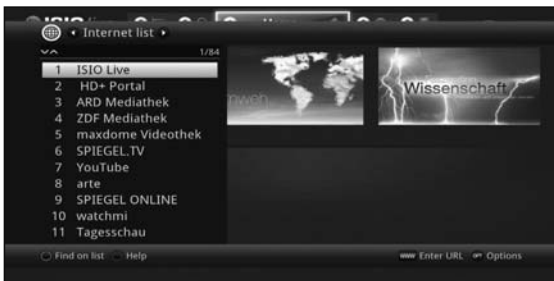 Internet list
1/84
1 ISIO Live
2 HD+ Portal
3 ARD Mediathek
4 ZDF Mediathek
5 maxdome Videothek
6 SPIEGEL.TV
7 YouTube
8 arte
9 SPIEGEL ONLINE
10 watchmi
11 Tagesschau
Wissenschaft
Find on list Help
www Enter URL OPT Options